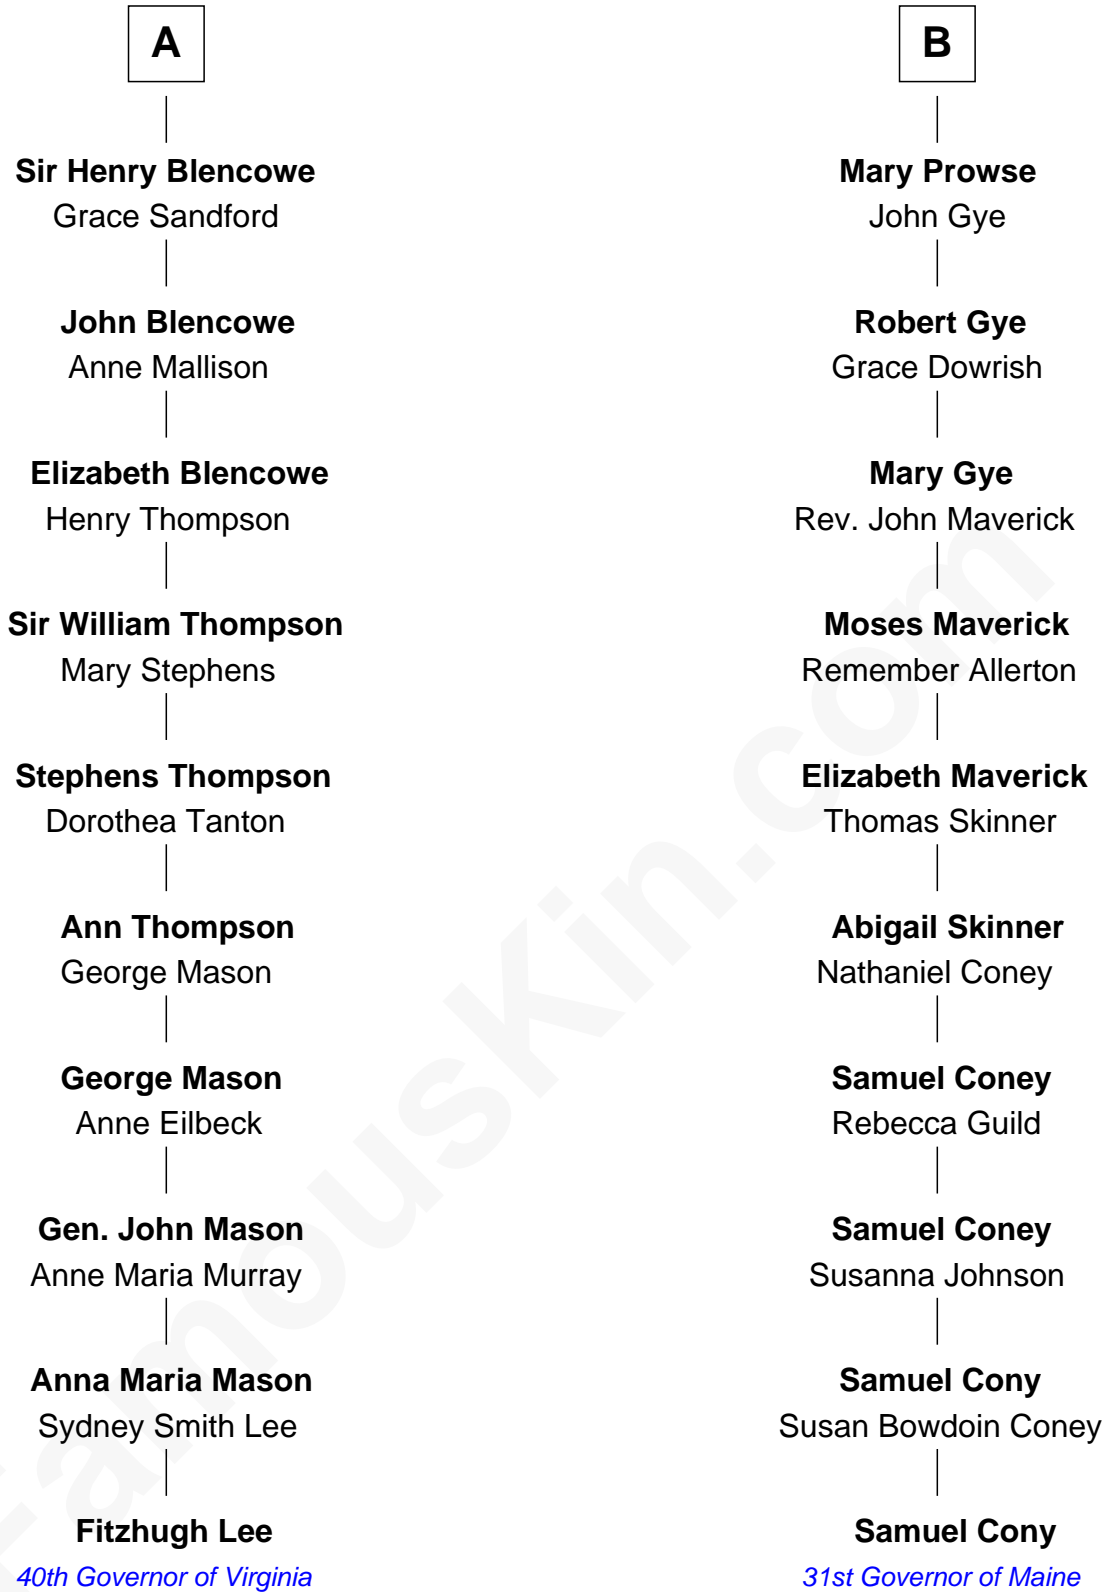 A
Sir Henry Blencowe
Grace Sandford
John Blencowe
Anne Mallison
Elizabeth Blencowe
Henry Thompson
Sir William Thompson
Mary Stephens
Stephens Thompson
Dorothea Tanton
Ann Thompson
George Mason
George Mason
Anne Eilbeck
Gen. John Mason
Anne Maria Murray
Anna Maria Mason
Sydney Smith Lee
Fitzhugh Lee
40th Governor of Virginia
B
Mary Prowse
John Gye
Robert Gye
Grace Dowrish
Mary Gye
Rev. John Maverick
Moses Maverick
Remember Allerton
Elizabeth Maverick
Thomas Skinner
Abigail Skinner
Nathaniel Coney
Samuel Coney
Rebecca Guild
Samuel Coney
Susanna Johnson
Samuel Cony
Susan Bowdoin Coney
Samuel Cony
31st Governor of Maine
FamousKin.com